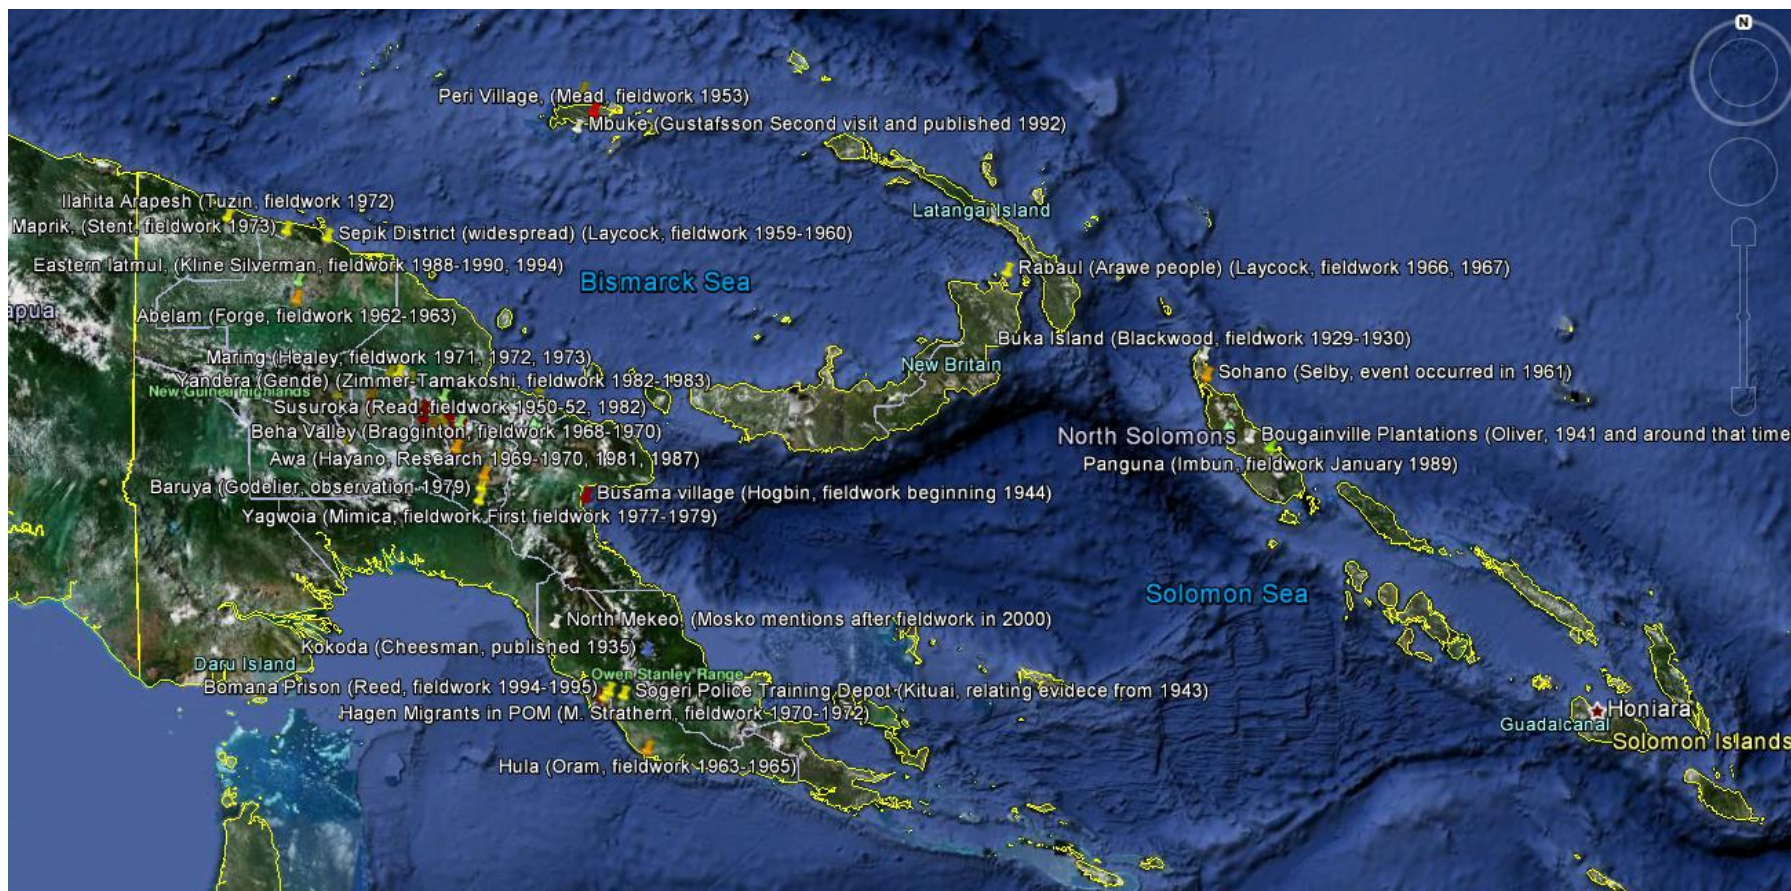 N
Peri Village, (Mead, fieldwork 1953)
Mbuke (Gustafsson Second visit and published 1992)
Ilahita Arapesh (Tuzin, fieldwork 1972)
Latangai Island
Maprik, (Stent, fieldwork 1973)
Sepik District (widespread) (Laycock, fieldwork 1959-1960)
Eastern Iatmul, (Kline Silverman, fieldwork 1988-1990, 1994)
Rabaul (Arawe people) (Laycock, fieldwork 1966, 1967)
Bismarck Sea
apua
Abelam (Forge, fieldwork 1962-1963)
Buka Island (Blackwood, fieldwork 1929-1930)
Maring (Healey, fieldwork 1971, 1972, 1973)
New Britain
Sohano (Selby, event occurred in 1961)
Yandera (Gende) (Zimmer-Tamakoshi, fieldwork 1982-1983)
New Guinea Highlands
Susuroka (Read, fieldwork 1950-52, 1982)
Beha Valley (Bragginton, fieldwork 1968-1970)
North Solomons
Bougainville Plantations (Oliver, 1941 and around that time
Awa (Hayano, Research 1969-1970, 1981, 1987)
Panguna (Imbun, fieldwork January 1989)
Baruya (Godelier, observation 1979)
Busama village (Hogbin, fieldwork beginning 1944)
Yagwoia (Mimica, fieldwork First fieldwork 1977-1979)
Solomon Sea
North Mekeo, (Mosko mentions after fieldwork in 2000)
Kokoda (Cheesman, published 1935)
Daru Island
Owen Stanley Range
Bomana Prison (Reed, fieldwork 1994-1995)
Sogeri Police Training Depot (Kituai, relating evidece from 1943)
Hagen Migrants in POM (M. Strathern, fieldwork 1970-1972)
Honiara
Guadalcanal
Solomon Islands
Hula (Oram, fieldwork 1963-1965)